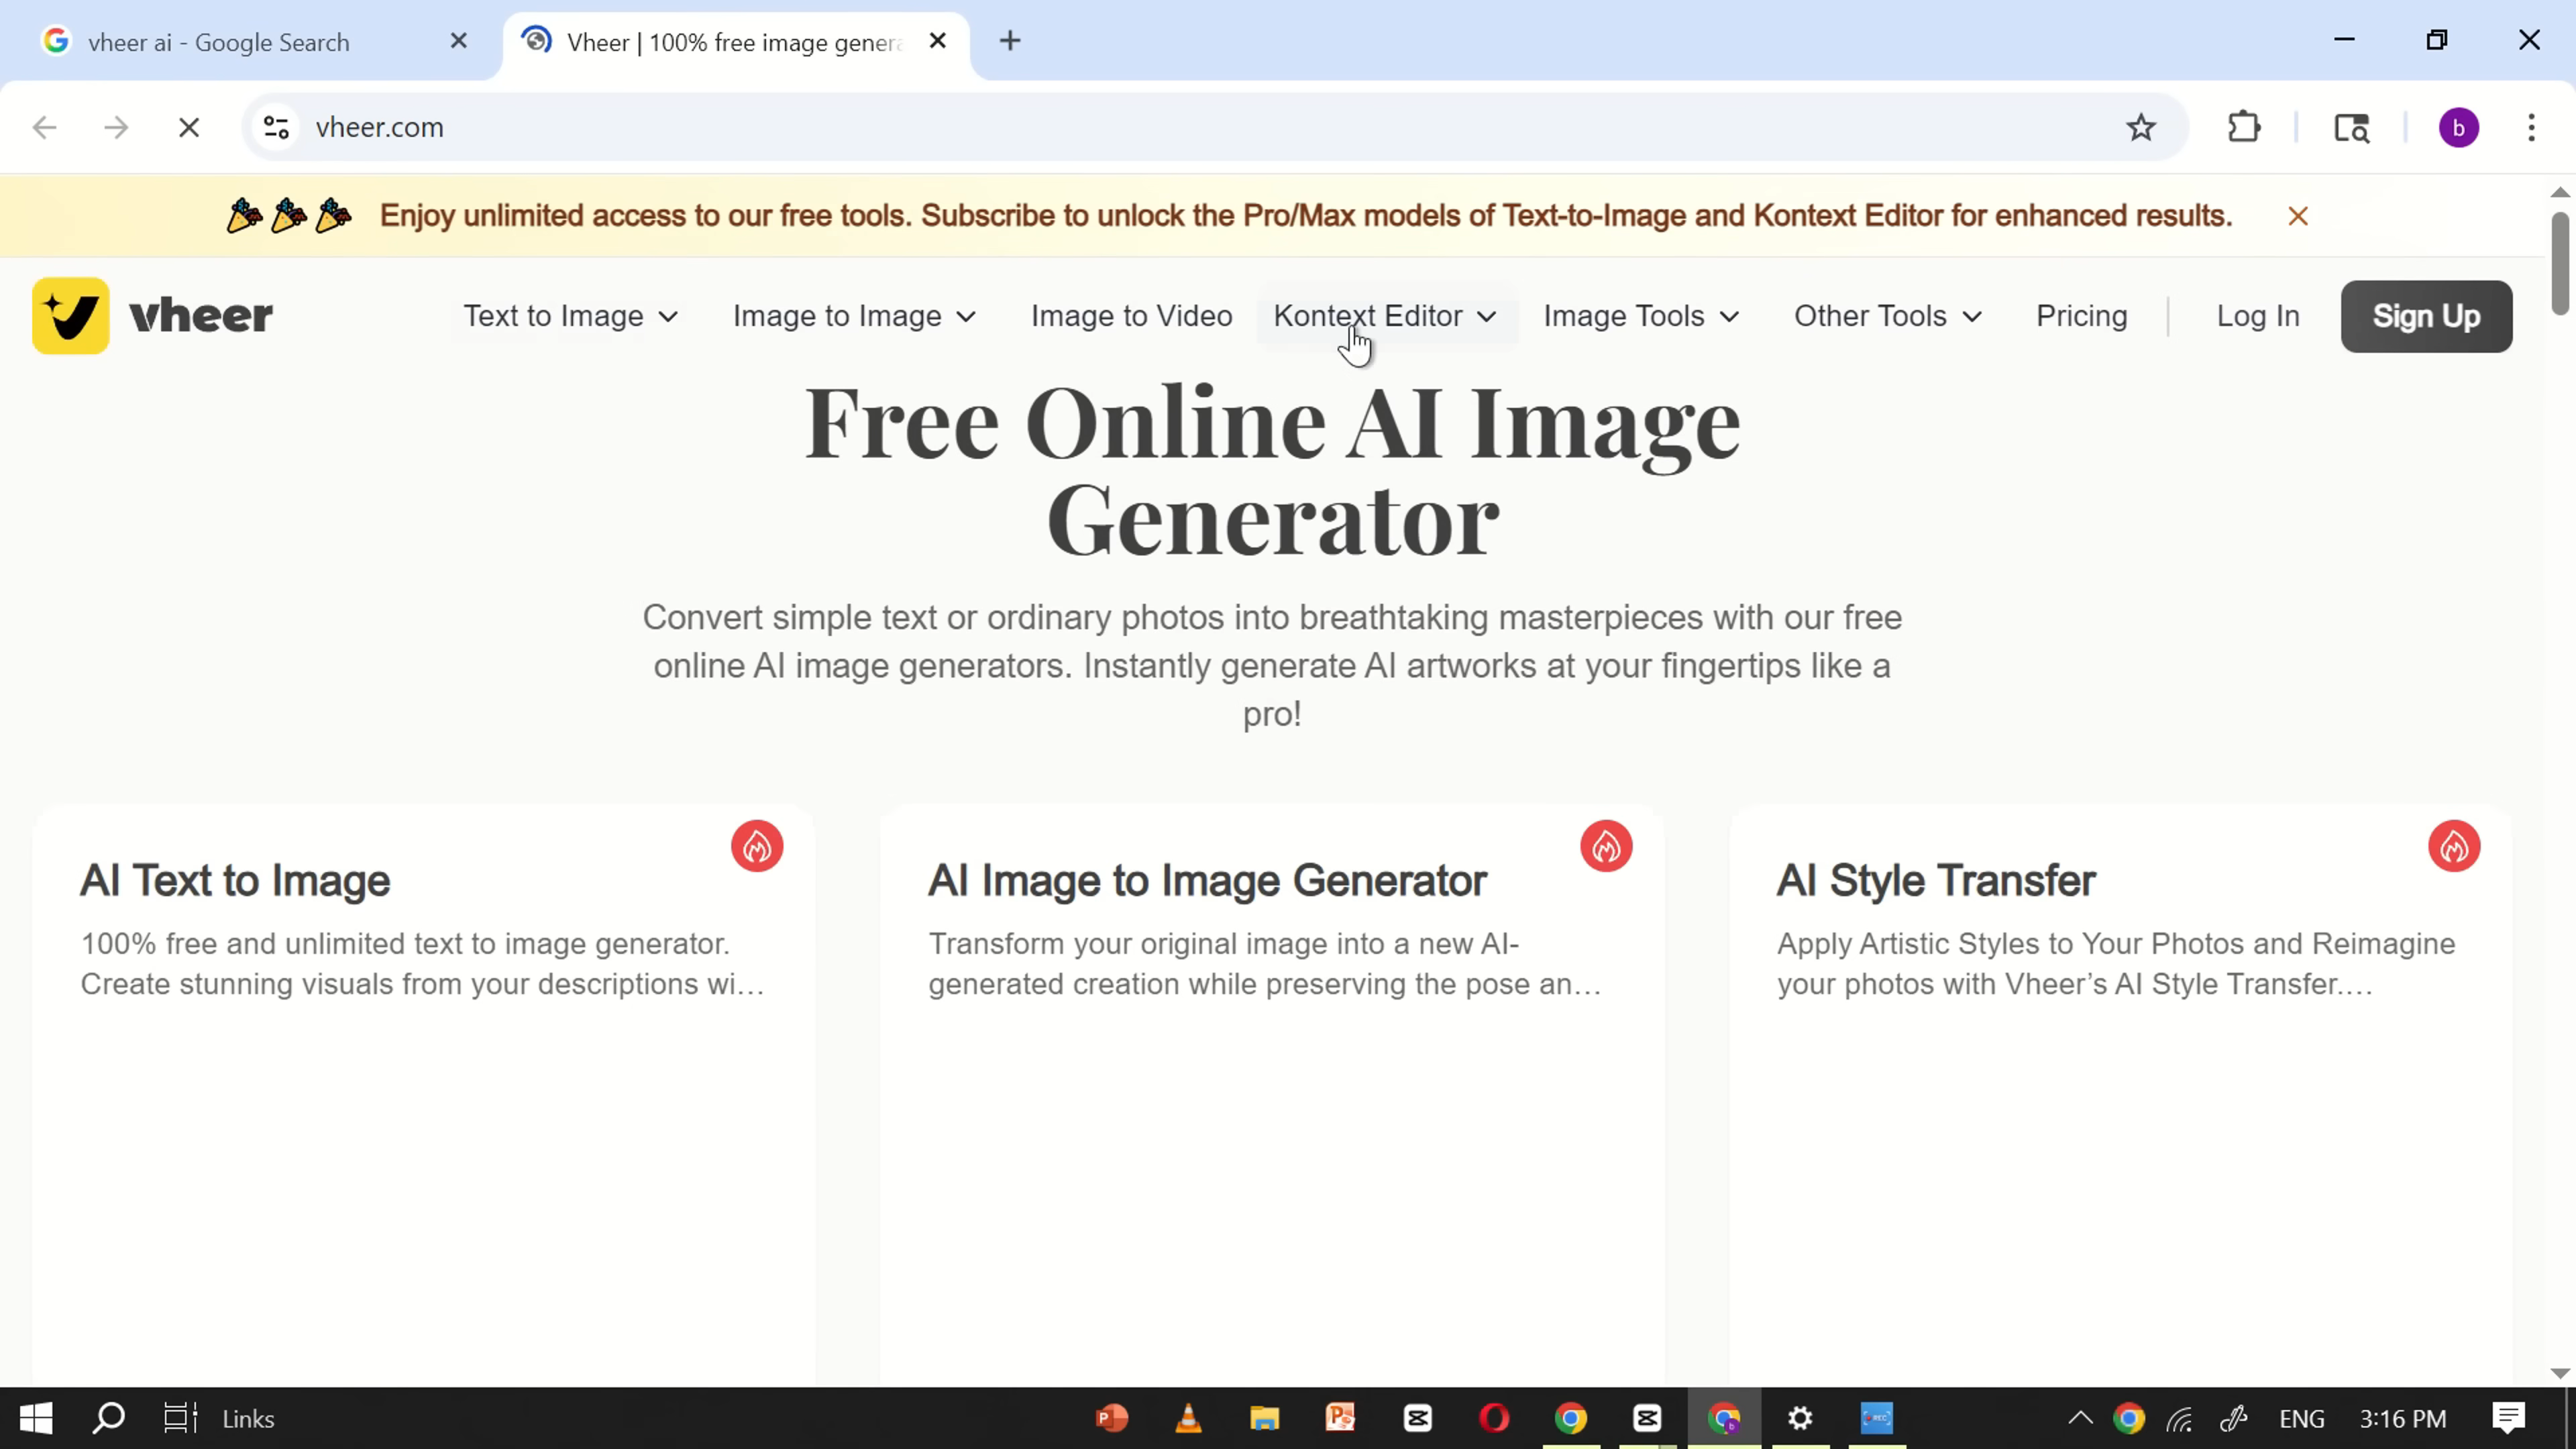 vheer ai - Google Search
Vheer | 100% free image genera
vheer.com
b
Enjoy unlimited access to our free tools. Subscribe to unlock the Pro/Max models of Text-to-Image and Kontext Editor for enhanced results.
vheer
Text to Image
Image to Image
Image to Video
Kontext Editor
Image Tools
Other Tools
Pricing
Log In
Sign Up
Free Online AI Image
Generator
Convert simple text or ordinary photos into breathtaking masterpieces with our free
online AI image generators. Instantly generate AI artworks at your fingertips like a
pro!
AI Text to Image
100% free and unlimited text to image generator.
Create stunning visuals from your descriptions wi...
AI Image to Image Generator
Transform your original image into a new AI-
generated creation while preserving the pose an...
AI Style Transfer
Apply Artistic Styles to Your Photos and Reimagine
your photos with Vheer’s AI Style Transfer....
Links
ENG
3:16 PM